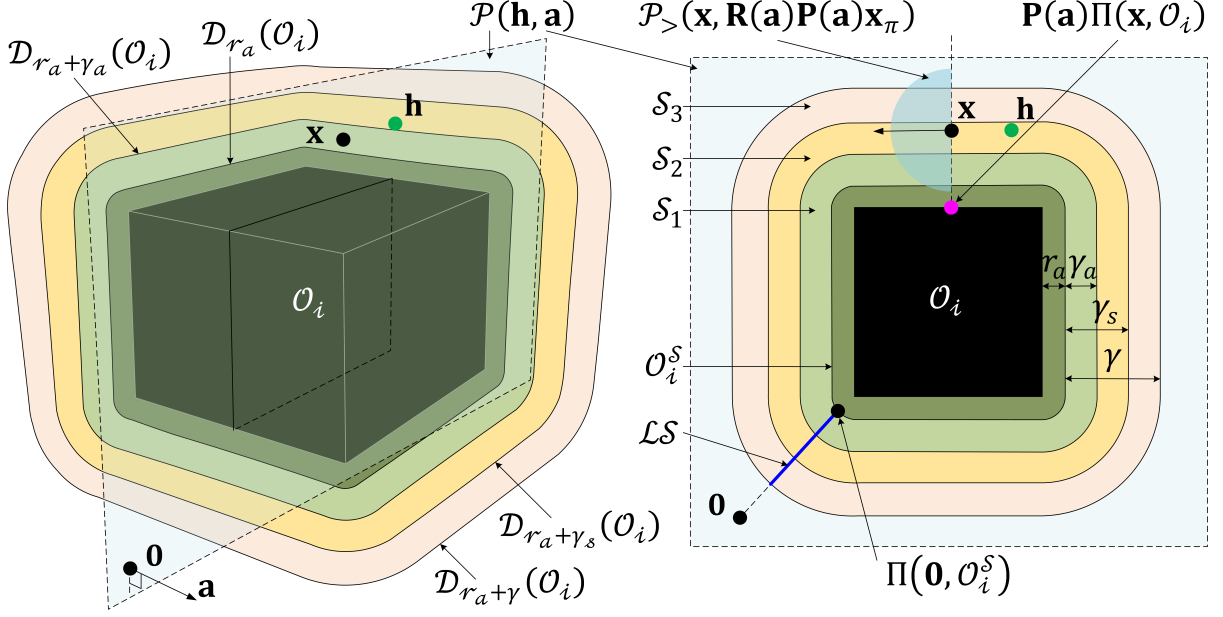 𝒫(𝐡, 𝐚)
𝒟_{r_a+γ_a}(𝒪_i)
𝒟_{r_a}(𝒪_i)
𝐡
𝐱
𝒪_i
𝟎
𝐚
𝒟_{r_a+γ_s}(𝒪_i)
𝒟_{r_a+γ}(𝒪_i)
𝒫_>(𝐱, 𝐑(𝐚)𝐏(𝐚)𝐱_π)
𝐏(𝐚)Π(𝐱, 𝒪_i)
𝒮_3
𝐱
𝐡
𝒮_2
𝒮_1
r_a
γ_a
𝒪_i
γ_s
γ
𝒪_i^𝒮
ℒ𝒮
𝟎
Π(𝟎, 𝒪_i^𝒮)